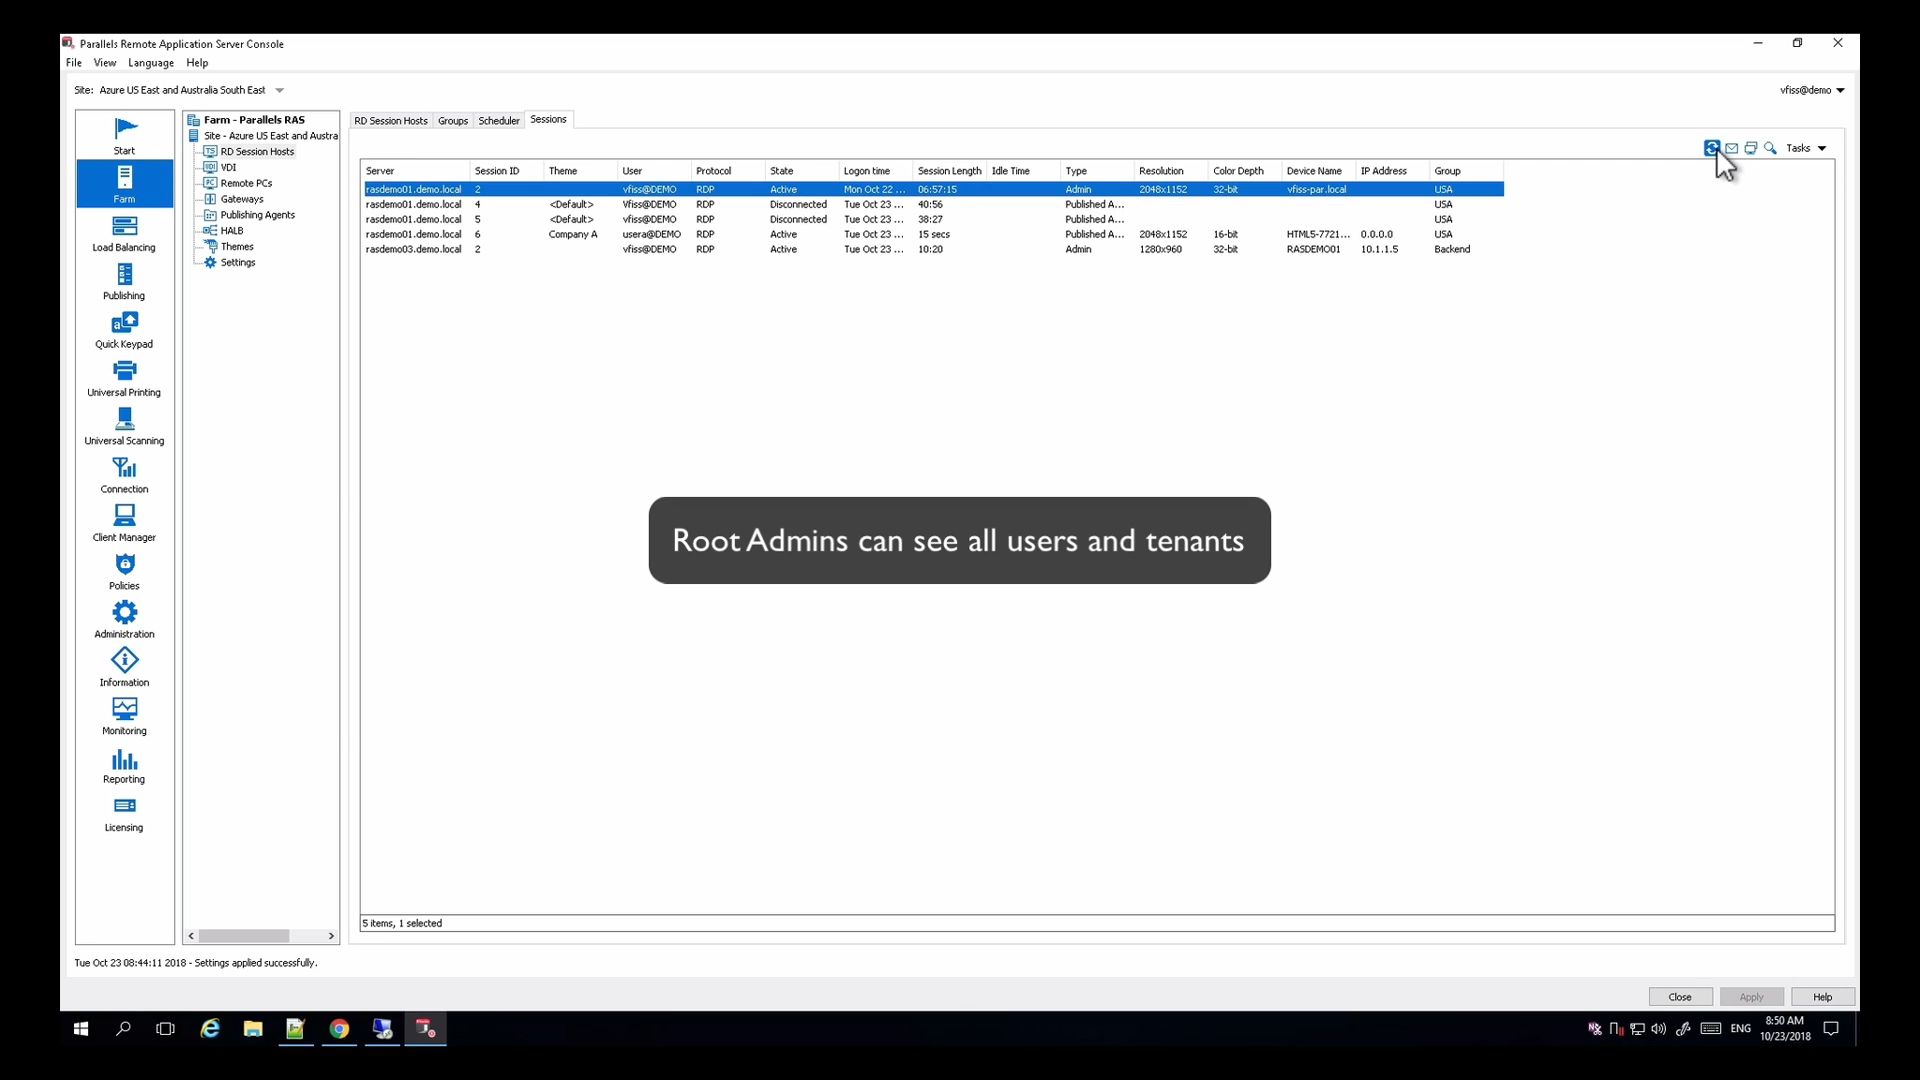 Parallels Remote Application Server Console
File View Language Help
Site: Azure US East and Australia South East
vfiss@demo
Start
Farm
Load Balancing
Publishing
Quick Keypad
Universal Printing
Universal Scanning
Connection
Client Manager
Policies
Administration
Information
Monitoring
Reporting
Licensing
Farm - Parallels RAS
Site - Azure US East and Austra
RD Session Hosts
VDI
Remote PCs
Gateways
Publishing Agents
HALB
Themes
Settings
RD Session Hosts Groups Scheduler Sessions
Tasks
Server Session ID Theme User Protocol State Logon time Session Length Idle Time Type Resolution Color Depth Device Name IP Address Group
rasdemo01.demo.local 2 vfiss@DEMO RDP Active Mon Oct 22 ... 06:57:15 Admin 2048x1152 32-bit vfiss-par.local USA
rasdemo01.demo.local 4 <Default> Vfiss@DEMO RDP Disconnected Tue Oct 23 ... 40:56 Published A... USA
rasdemo01.demo.local 5 <Default> vfiss@DEMO RDP Disconnected Tue Oct 23 ... 38:27 Published A... USA
rasdemo01.demo.local 6 Company A usera@DEMO RDP Active Tue Oct 23 ... 15 secs Published A... 2048x1152 16-bit HTML5-7721... 0.0.0.0 USA
rasdemo03.demo.local 2 vfiss@DEMO RDP Active Tue Oct 23 ... 10:20 Admin 1280x960 32-bit RASDEMO01 10.1.1.5 Backend
Root Admins can see all users and tenants
5 items, 1 selected
Tue Oct 23 08:44:11 2018 - Settings applied successfully.
Close Apply Help
ENG
8:50 AM
10/23/2018